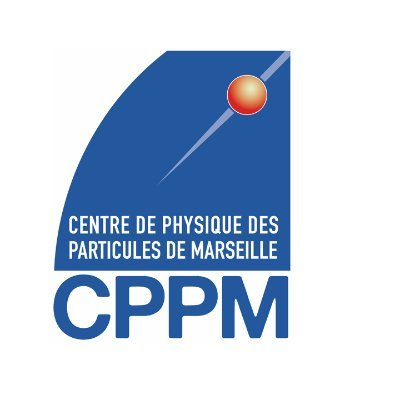 CENTRE DE PHYSIQUE DES
PARTICULES DE MARSEILLE
CPPM